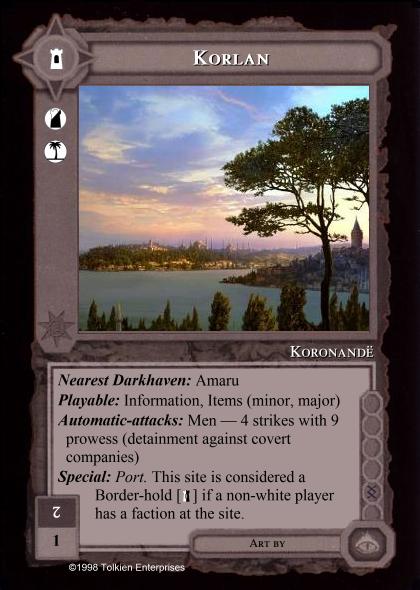 KORLAN
KORONANDË
Nearest Darkhaven: Amaru
Playable: Information, Items (minor, major)
Automatic-attacks: Men — 4 strikes with 9
prowess (detainment against covert
companies)
Special: Port. This site is considered a
Border-hold [ ] if a non-white player
has a faction at the site.
2
1
ART BY
©1998 Tolkien Enterprises